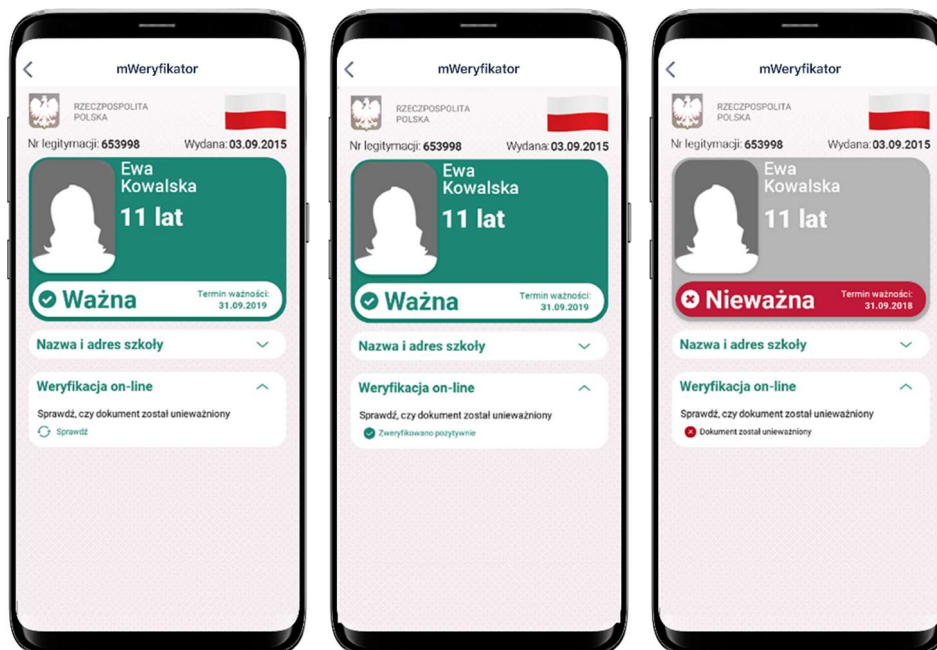 mWeryfikator
RZECZPOSPOLITA
POLSKA
Nr legitymacji: 653998 Wydana: 03.09.2015
Ewa
Kowalska
11 lat
Ważna
Termin ważności:
31.09.2019
Nazwa i adres szkoły
Weryfikacja on-line
Sprawdź, czy dokument został unieważniony
Sprawdź
mWeryfikator
RZECZPOSPOLITA
POLSKA
Nr legitymacji: 653998 Wydana: 03.09.2015
Ewa
Kowalska
11 lat
Ważna
Termin ważności:
31.09.2019
Nazwa i adres szkoły
Weryfikacja on-line
Sprawdź, czy dokument został unieważniony
Zweryfikowano pozytywnie
mWeryfikator
RZECZPOSPOLITA
POLSKA
Nr legitymacji: 653998 Wydana: 03.09.2015
Ewa
Kowalska
11 lat
Nieważna
Termin ważności:
31.09.2018
Nazwa i adres szkoły
Weryfikacja on-line
Sprawdź, czy dokument został unieważniony
Dokument został unieważniony